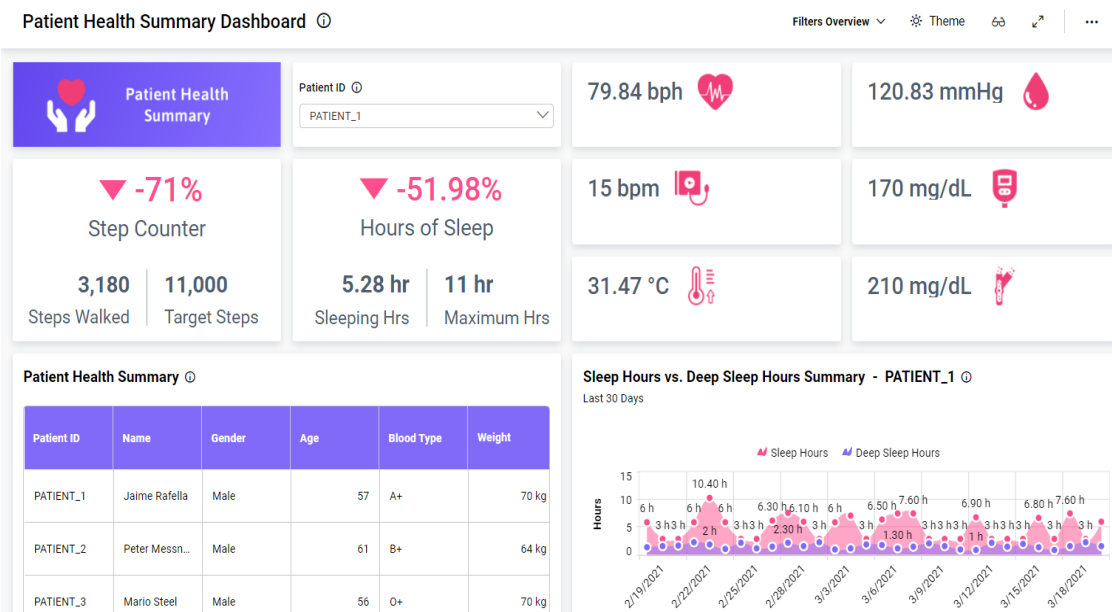 Patient Health Summary Dashboard
Filters Overview
Theme
Patient Health
Summary
Patient ID
PATIENT_1
79.84 bph
120.83 mmHg
-71%
Step Counter
3,180
11,000
Steps Walked
Target Steps
-51.98%
Hours of Sleep
5.28 hr
11 hr
Sleeping Hrs
Maximum Hrs
15 bpm
170 mg/dL
31.47 °C
210 mg/dL
Patient Health Summary
Patient ID Name Gender Age Blood Type Weight
PATIENT_1 Jaime Rafella Male 57 A+ 70 kg
PATIENT_2 Peter Messn... Male 61 B+ 64 kg
PATIENT_3 Mario Steel Male 56 O+ 70 kg
Sleep Hours vs. Deep Sleep Hours Summary - PATIENT_1
Last 30 Days
Sleep Hours Deep Sleep Hours
Hours
15
10
5
0
10.40 h
6 h 6 h 6 h 6.30 h 6.10 h 6 h 6.50 h 7.60 h 6.90 h 6.80 h 7.60 h
3 h 3 h 3 h 3 h 3 h 3 h 3 h 3 h 3 h 3 h 3 h 3 h 3 h 3 h
2 h 2.30 h 1.30 h 1 h
2/19/2021 2/22/2021 2/25/2021 2/28/2021 3/3/2021 3/6/2021 3/9/2021 3/12/2021 3/15/2021 3/18/2021